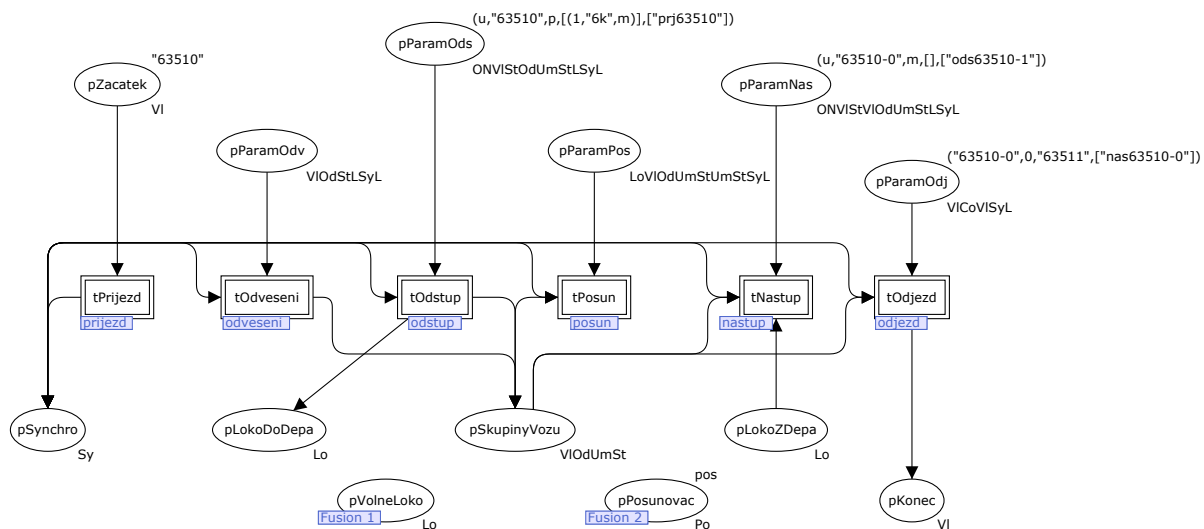 (u,"63510",p,[(1,"6k",m)],["prj63510"])
pParamOds
ONVlStOdUmStLSyL
"63510"
pZacatek
Vl
(u,"63510-0",m,[],["ods63510-1"])
pParamNas
ONVlStVlOdUmStLSyL
pParamOdv
VlOdStLSyL
pParamPos
LoVlOdUmStUmStSyL
("63510-0",0,"63511",["nas63510-0"])
pParamOdj
VlCoVlSyL
tPrijezd
prijezd
tOdveseni
odveseni
tOdstup
odstup
tPosun
posun
tNastup
nastup
tOdjezd
odjezd
pSynchro
Sy
pLokoDoDepa
Lo
pSkupinyVozu
VlOdUmSt
pLokoZDepa
Lo
pVolneLoko
Fusion 1
Lo
pos
pPosunovac
Fusion 2
Po
pKonec
Vl